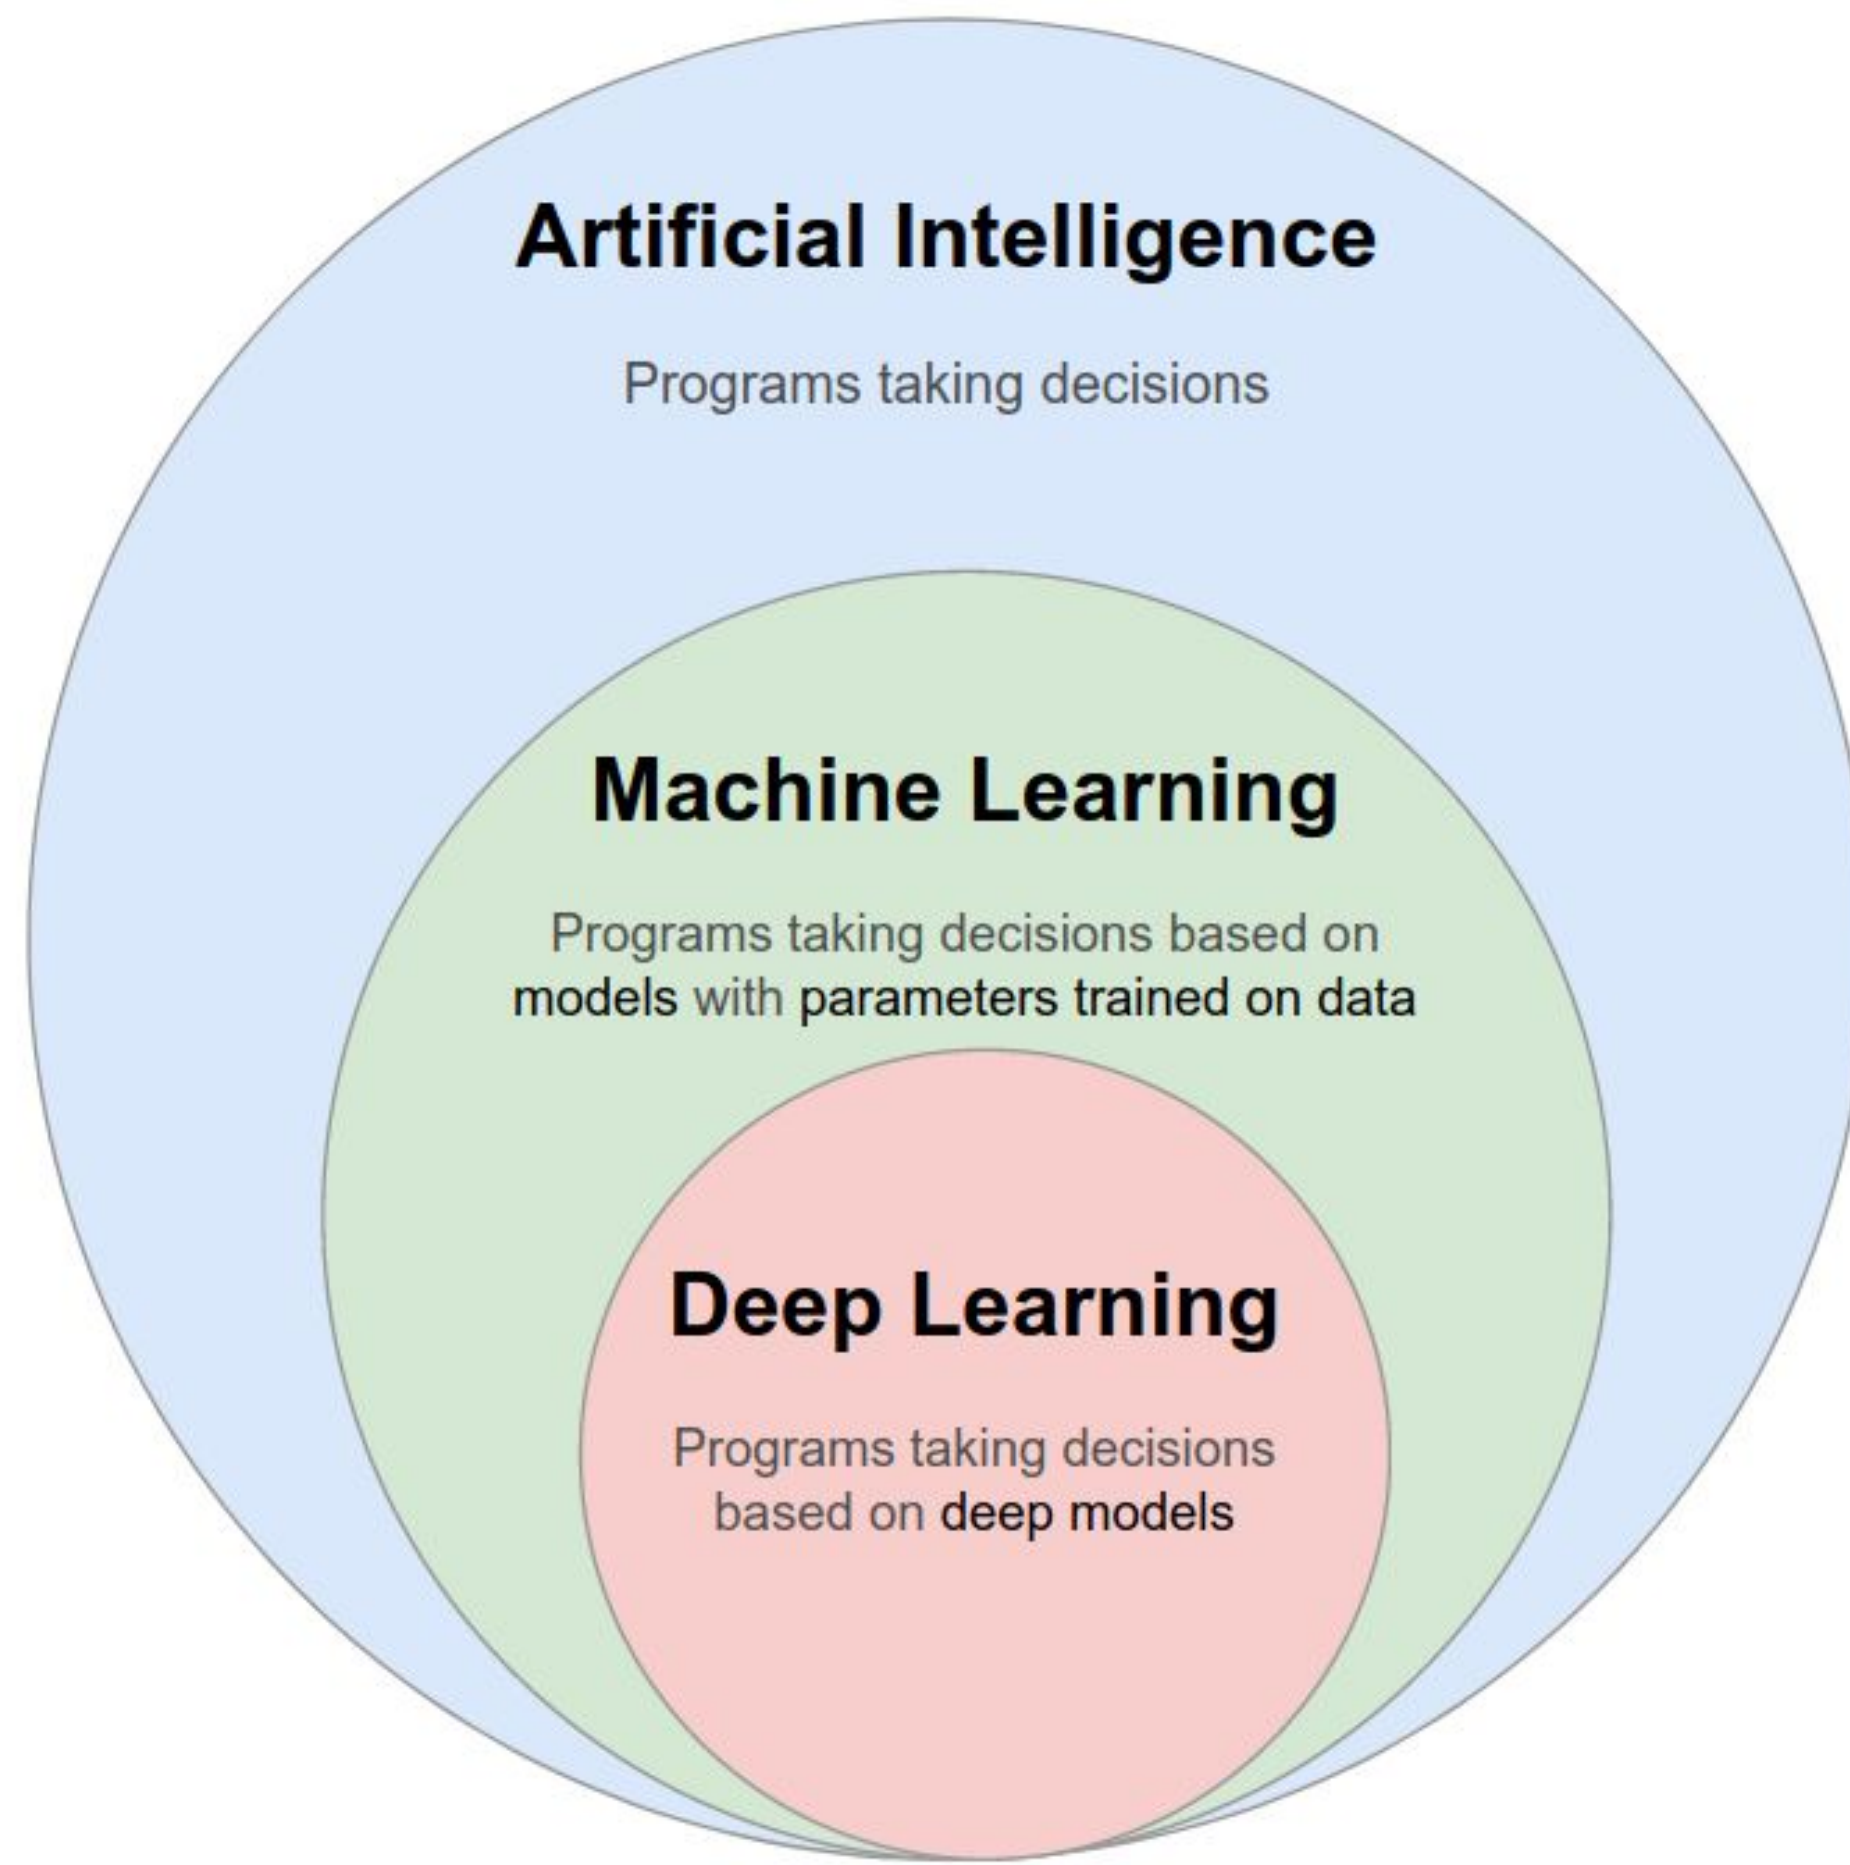 Artificial Intelligence
Programs taking decisions
Machine Learning
Programs taking decisions based on
models with parameters trained on data
Deep Learning
Programs taking decisions
based on deep models